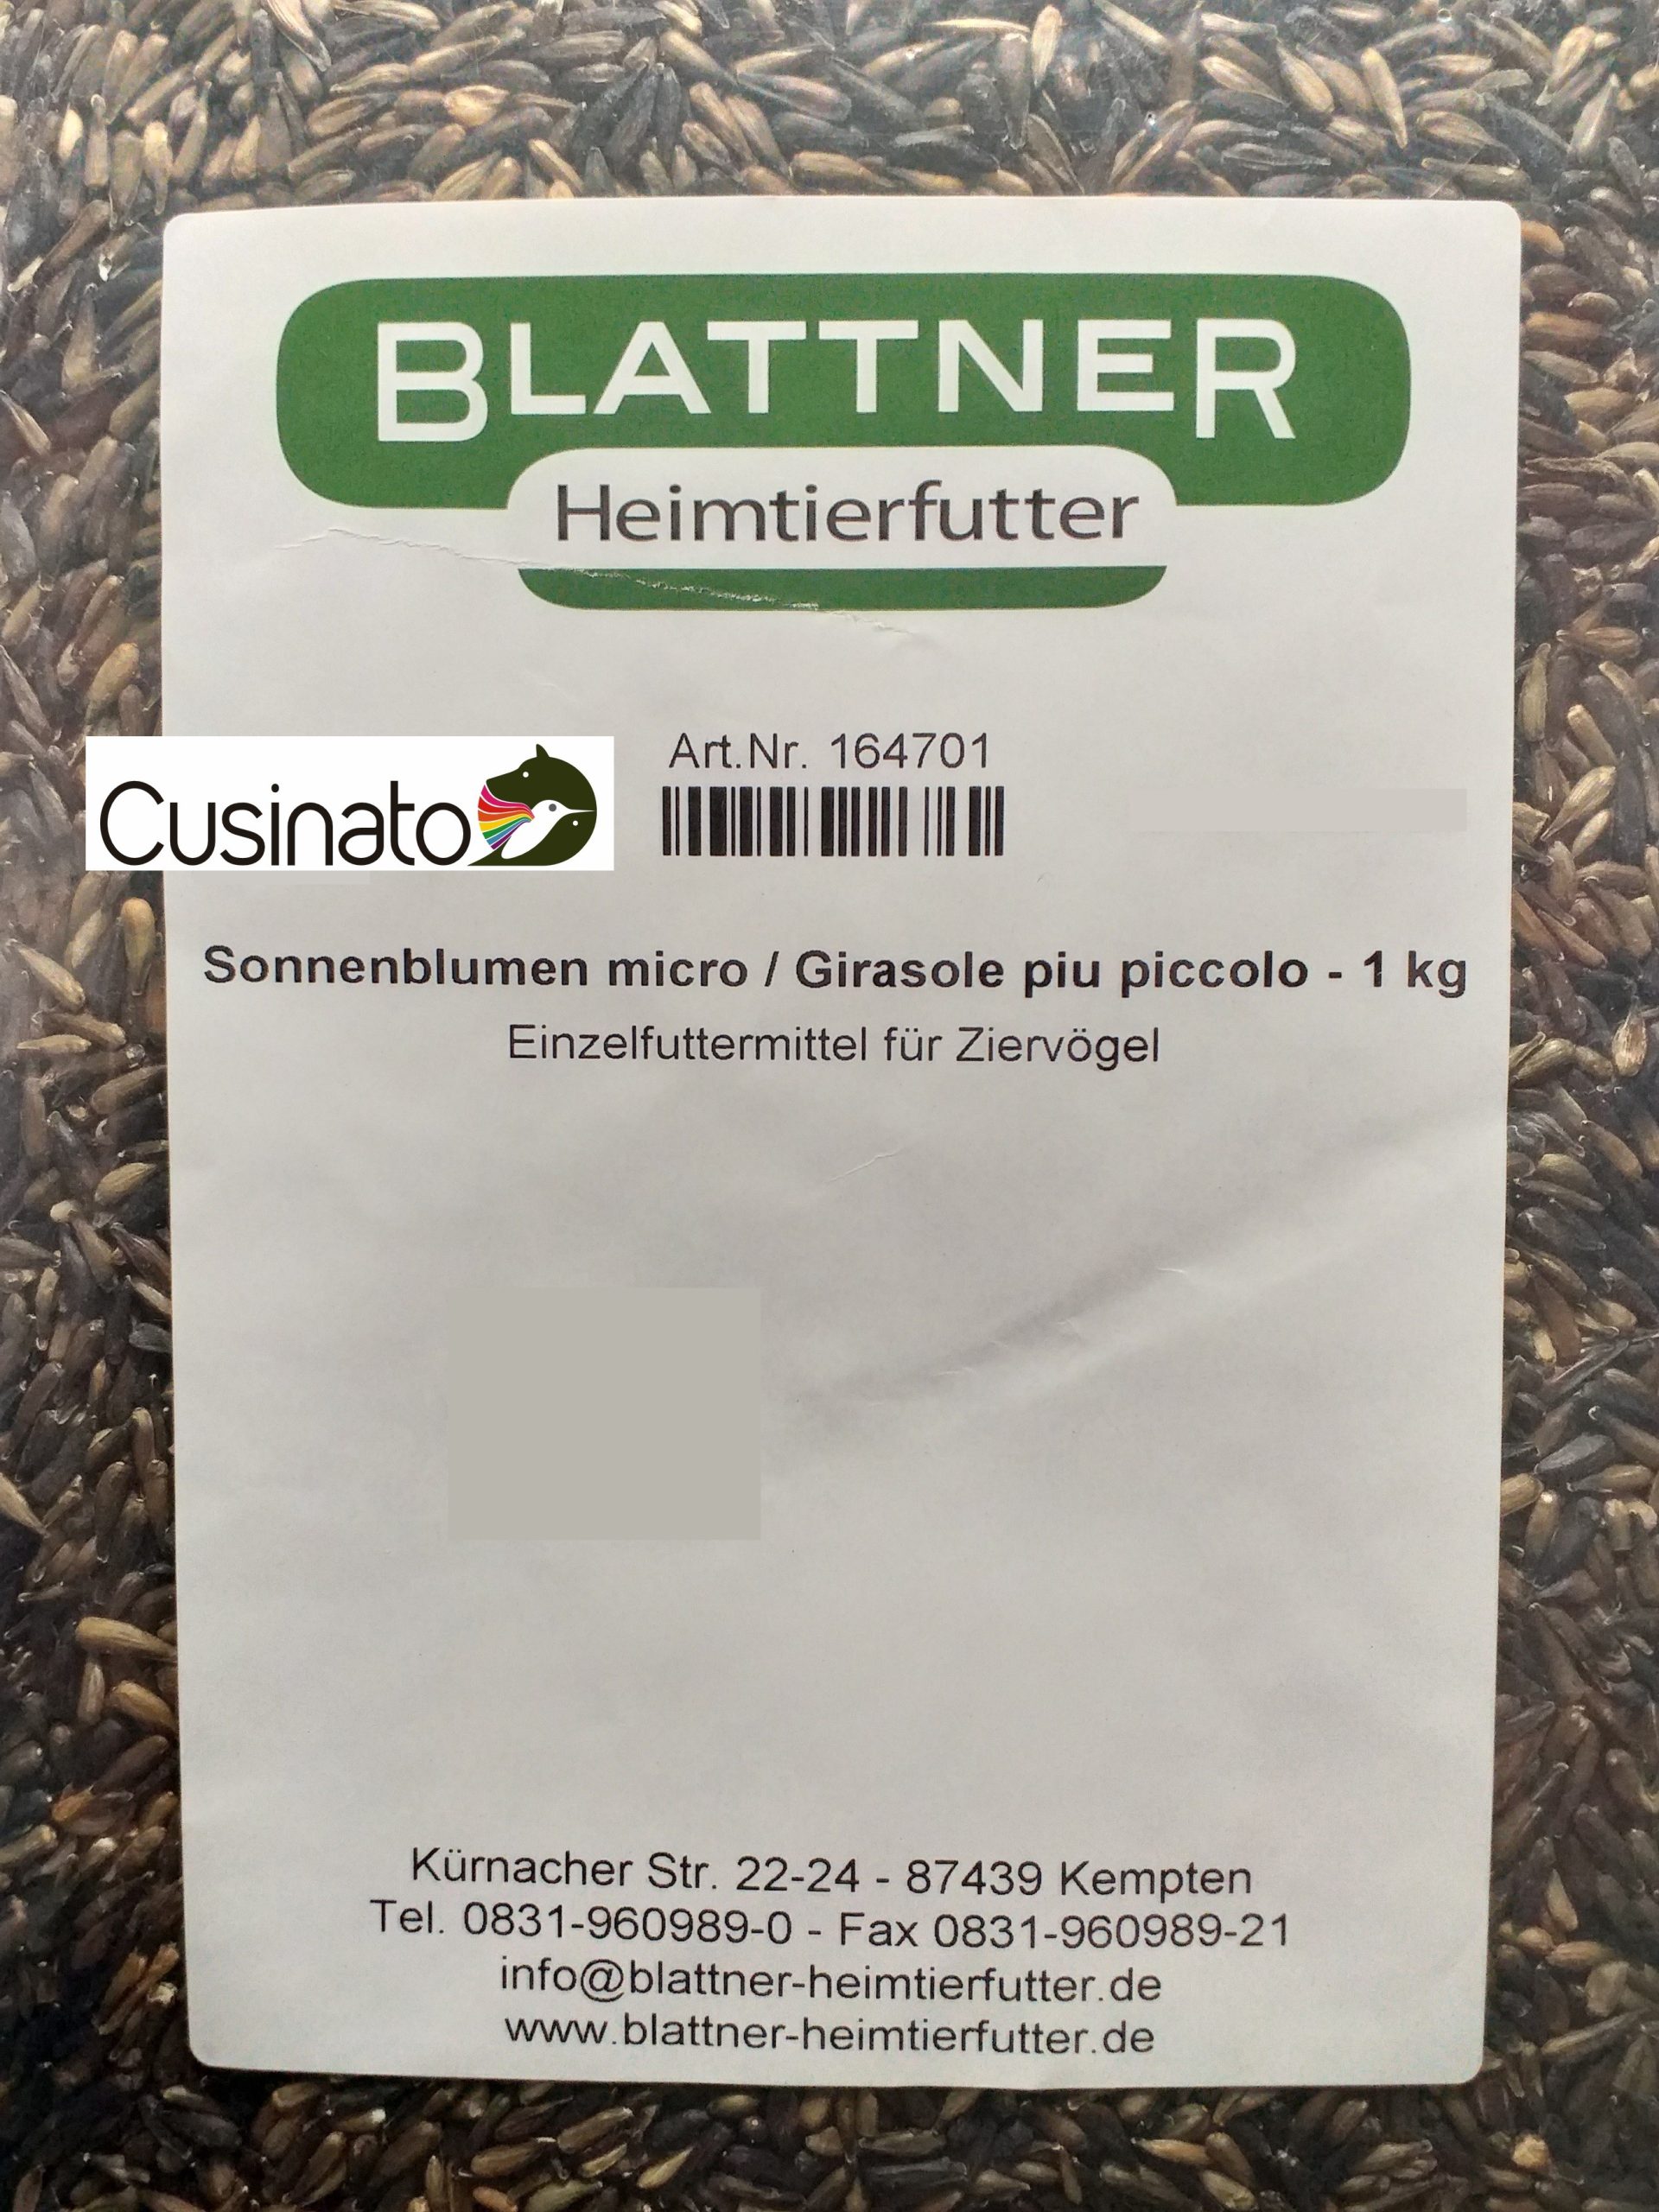 BLATTNER
Heimtierfutter
Art.Nr. 164701
Cusinato
Sonnenblumen micro / Girasole piu piccolo - 1 kg
Einzelfuttermittel für Ziervögel
Kürnacher Str. 22-24 - 87439 Kempten
Tel. 0831-960989-0 - Fax 0831-960989-21
info@blattner-heimtierfutter.de
www.blattner-heimtierfutter.de